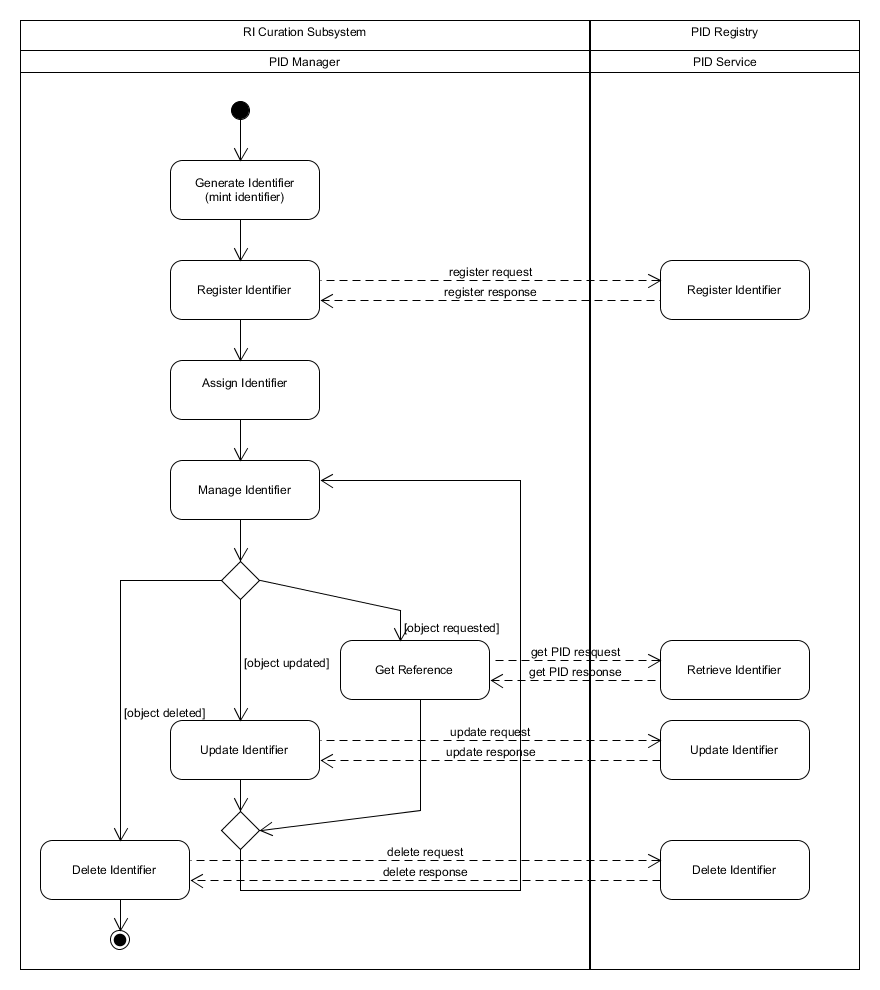 RI Curation Subsystem
PID Registry
PID Manager
PID Service
Generate Identifier
(mint identifier)
register request
Register Identifier
Register Identifier
register response
Assign Identifier
Manage Identifier
[object requested]
get PID resquest
[object updated]
Get Reference
Retrieve Identifier
get PID response
[object deleted]
update request
Update Identifier
Update Identifier
update response
delete request
Delete Identifier
delete response
Delete Identifier